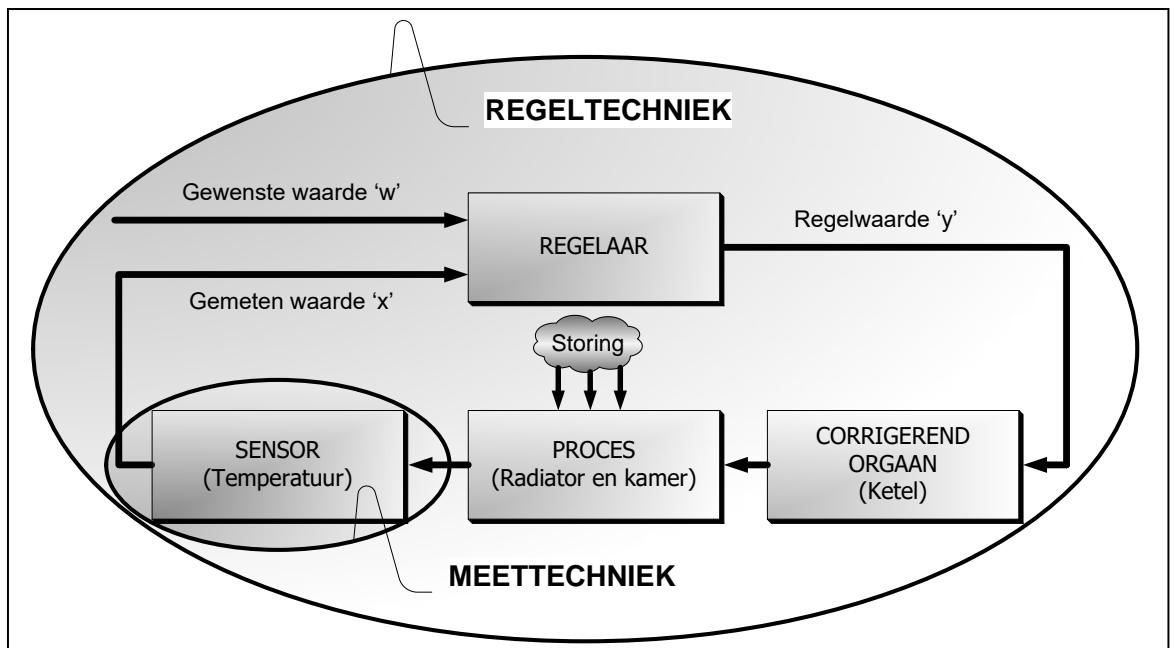 REGELTECHNIEK
Gewenste waarde ‘w’
REGELAAR
Regelwaarde ‘y’
Gemeten waarde ‘x’
Storing
SENSOR
(Temperatuur)
PROCES
(Radiator en kamer)
CORRIGEREND
ORGAAN
(Ketel)
MEETTECHNIEK